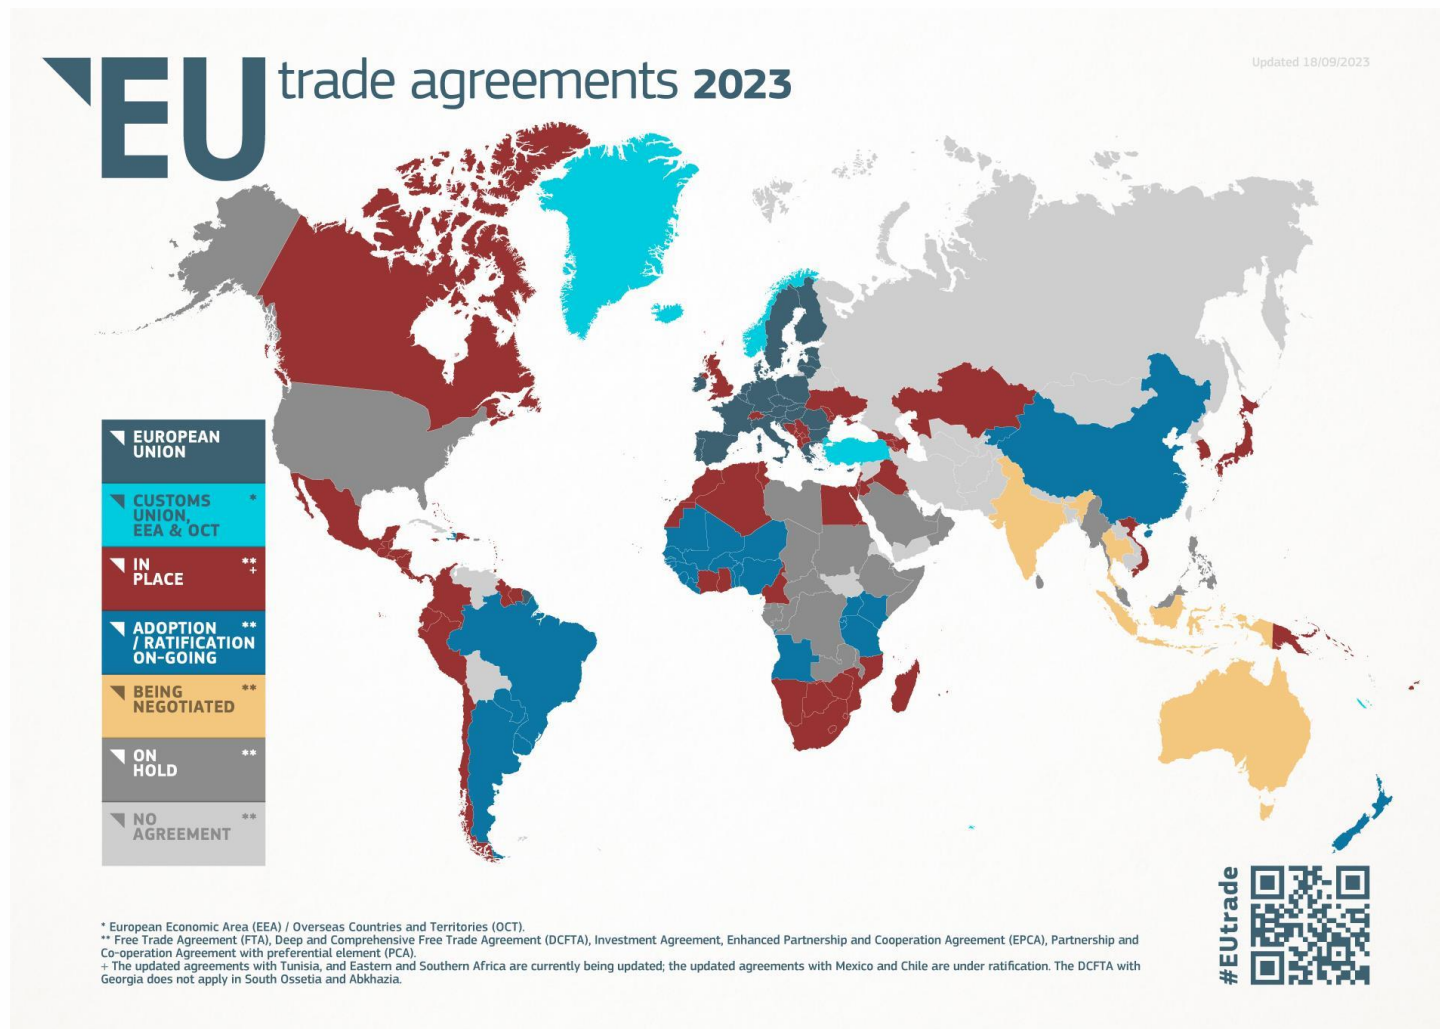 EU trade agreements 2023
Updated 18/09/2023
EUROPEAN
UNION
CUSTOMS *
UNION,
EEA & OCT
IN **
PLACE +
ADOPTION **
/ RATIFICATION
ON-GOING
BEING **
NEGOTIATED
ON **
HOLD
NO **
AGREEMENT
#EUtrade
* European Economic Area (EEA) / Overseas Countries and Territories (OCT).
** Free Trade Agreement (FTA), Deep and Comprehensive Free Trade Agreement (DCFTA), Investment Agreement, Enhanced Partnership and Cooperation Agreement (EPCA), Partnership and
Co-operation Agreement with preferential element (PCA).
+ The updated agreements with Tunisia, and Eastern and Southern Africa are currently being updated; the updated agreements with Mexico and Chile are under ratification. The DCFTA with
Georgia does not apply in South Ossetia and Abkhazia.